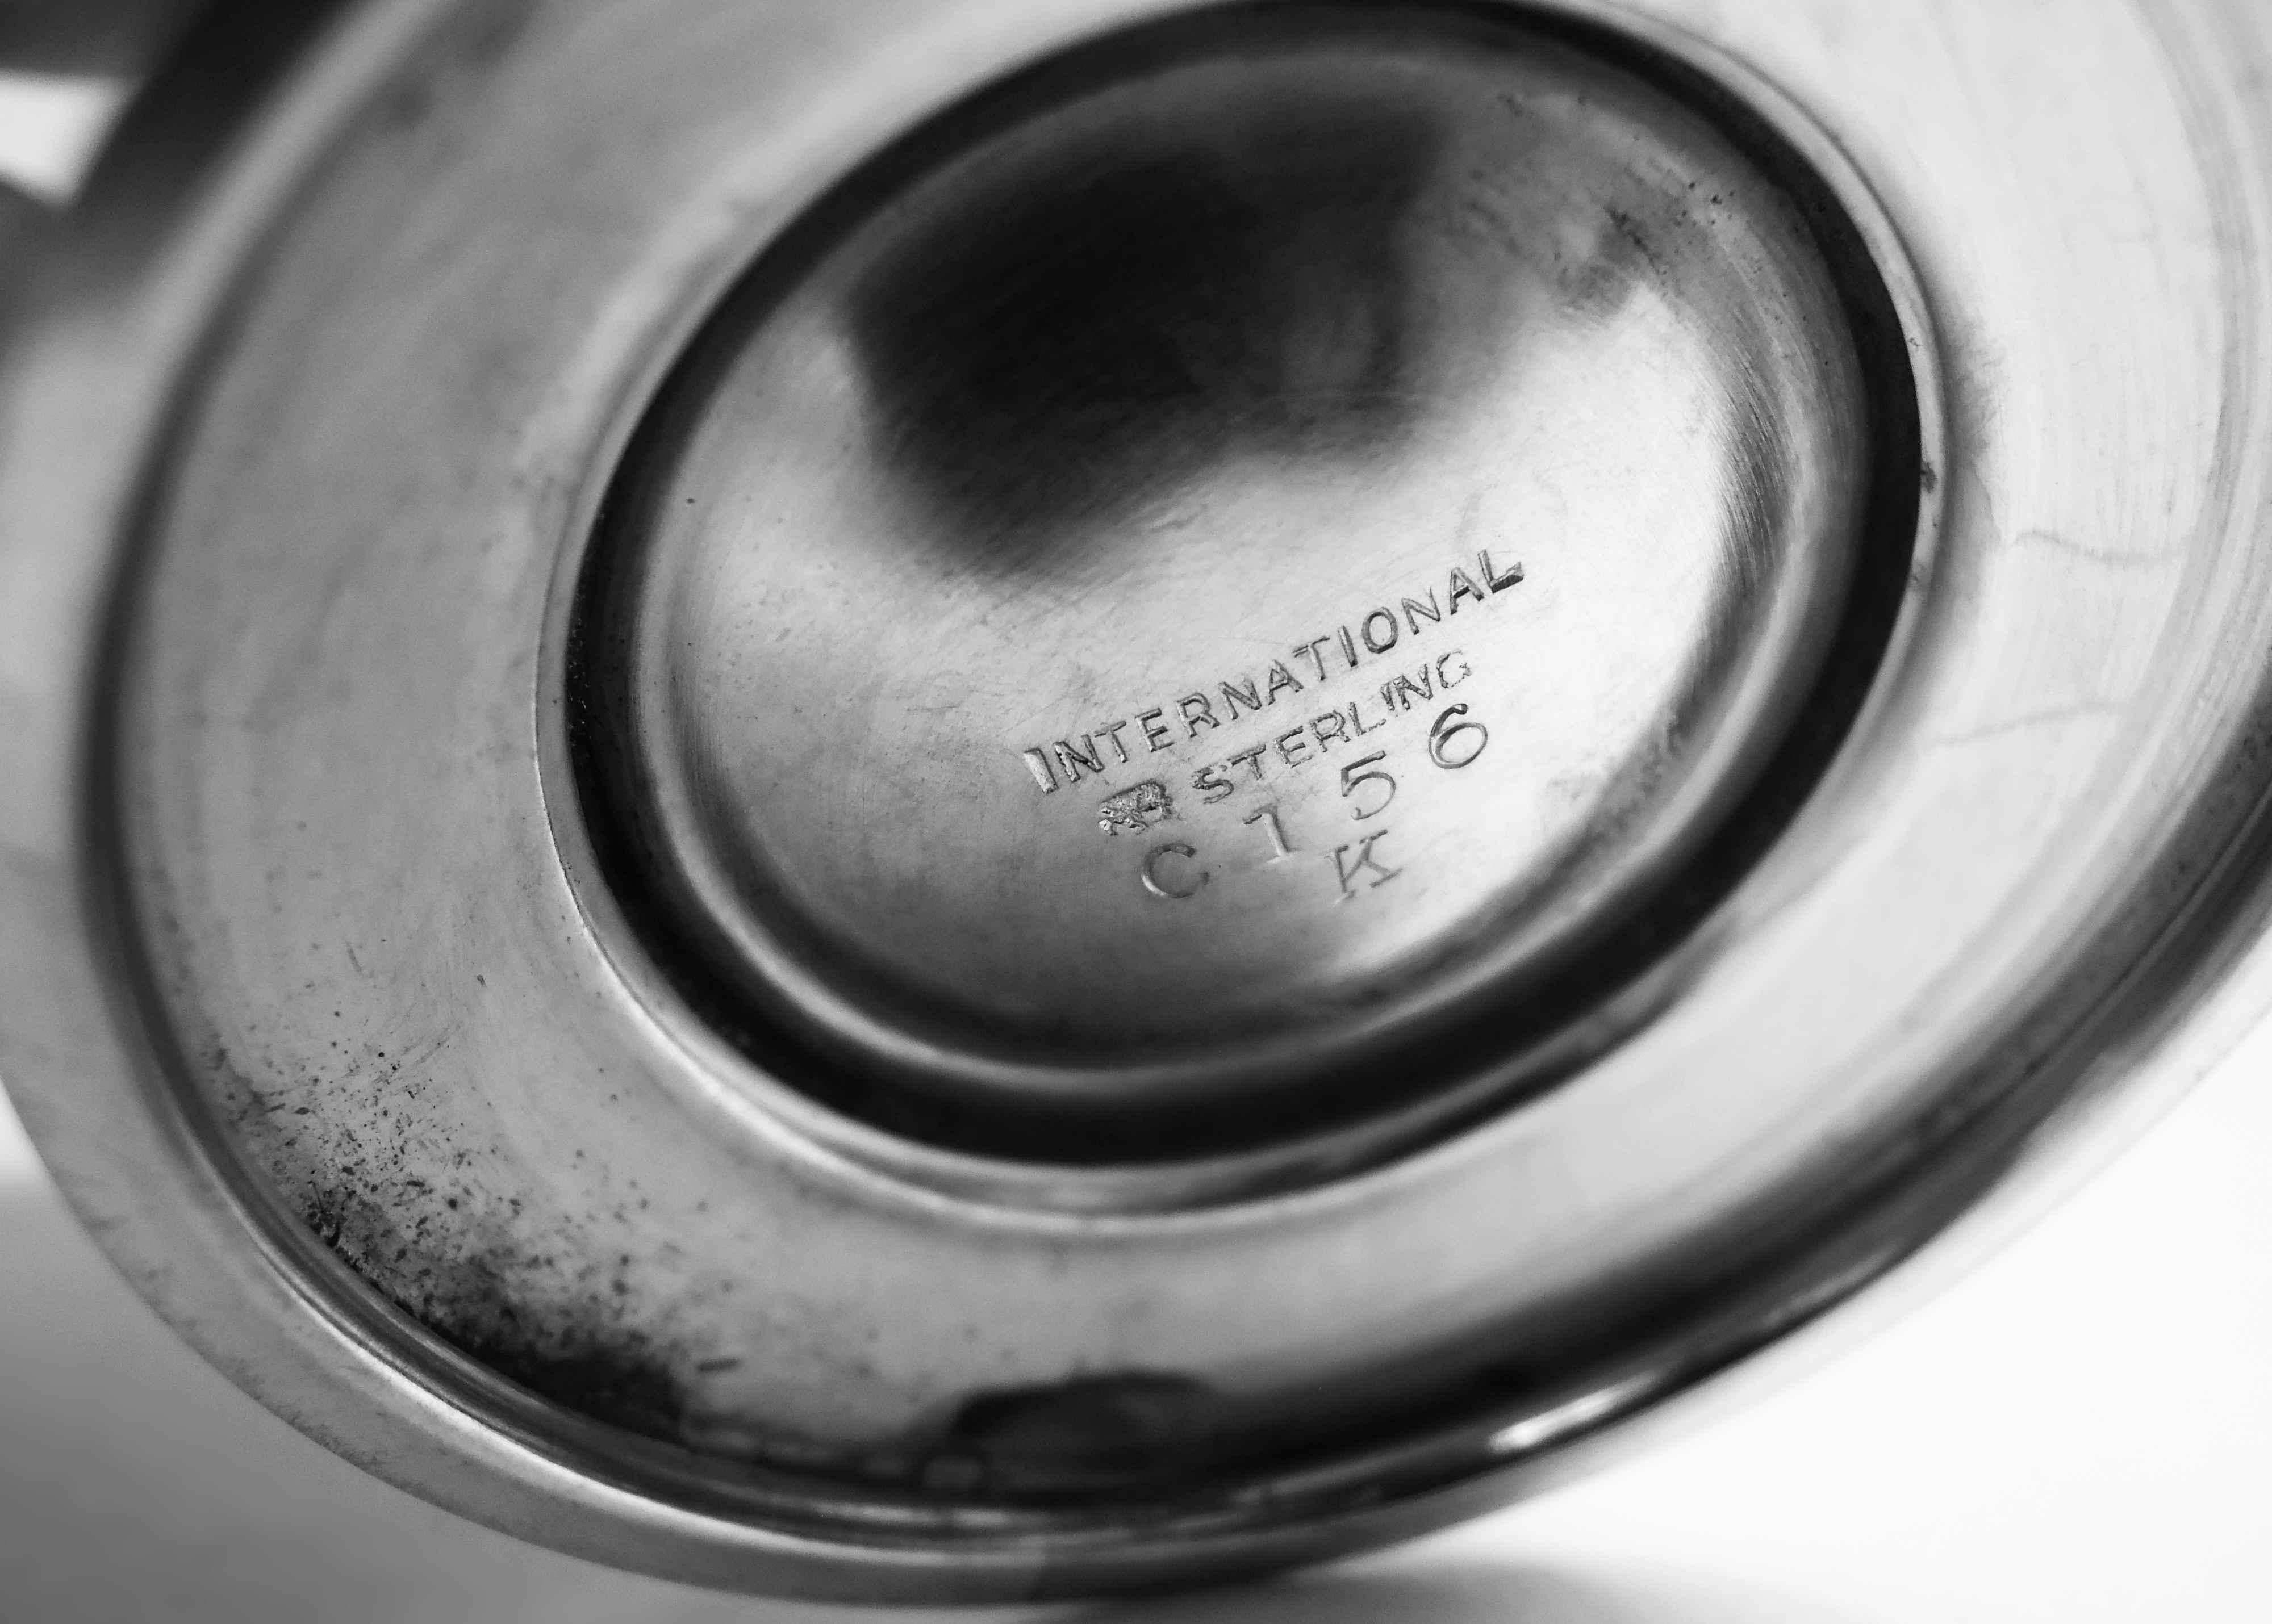 INTERNATIONAL
STERLING
C 156
K